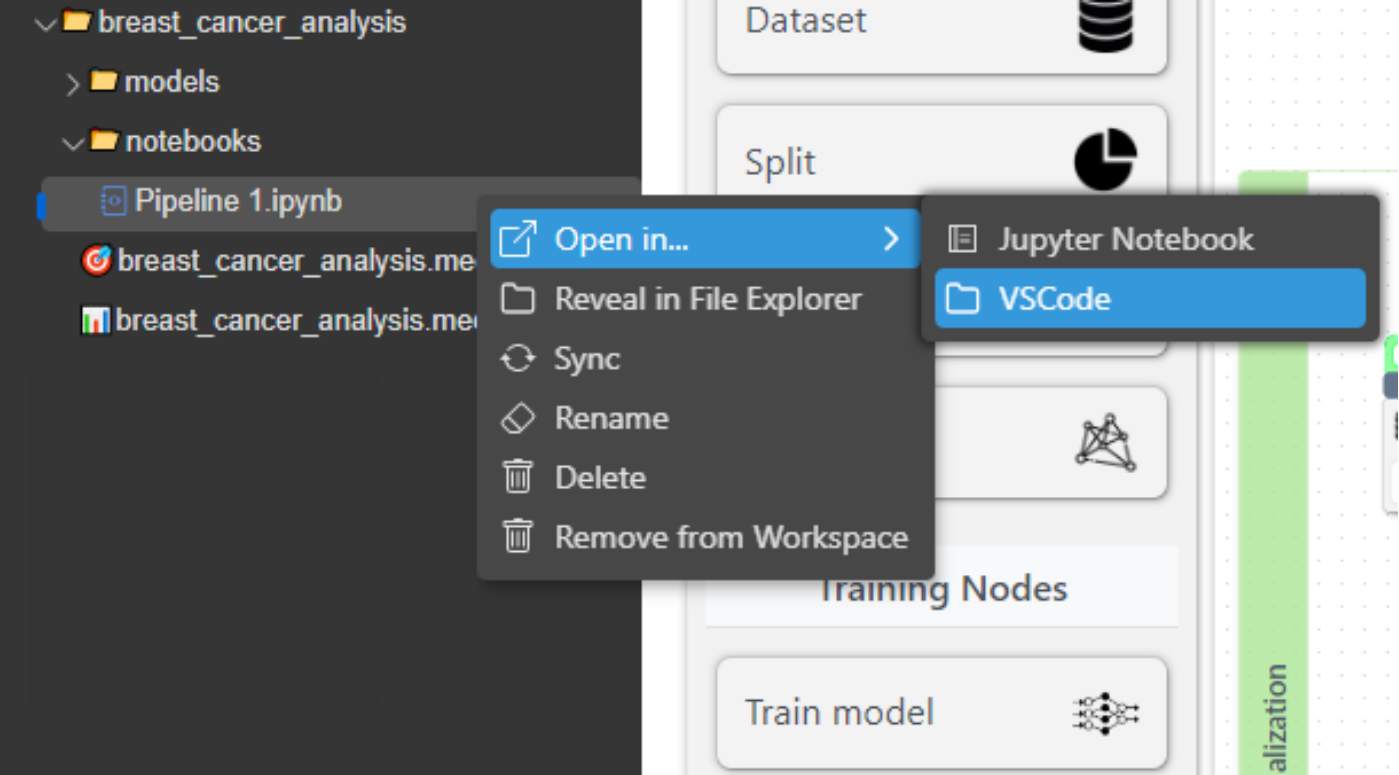 breast_cancer_analysis
models
notebooks
Pipeline 1.ipynb
breast_cancer_analysis.me
breast_cancer_analysis.me
Open in...
Reveal in File Explorer
Sync
Rename
Delete
Remove from Workspace
Jupyter Notebook
VSCode
Dataset
Split
Training Nodes
Train model
alization